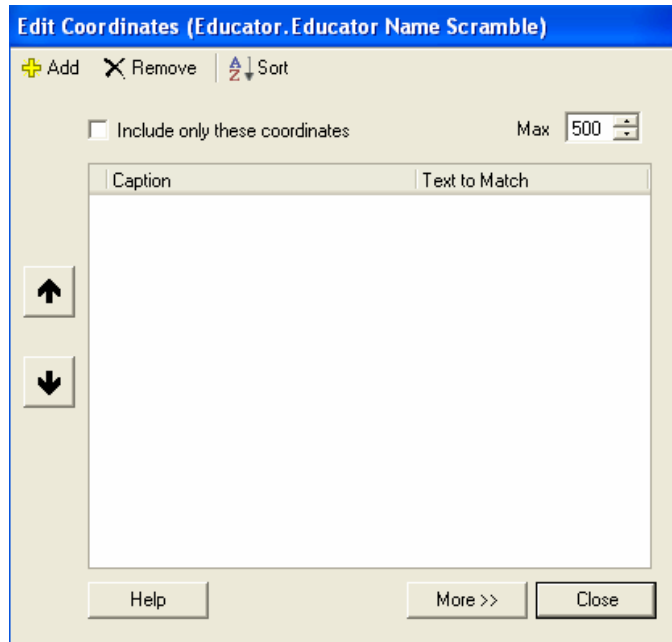 Edit Coordinates (Educator.Educator Name Scramble)
Add Remove AZ Sort
Include only these coordinates Max 500
Caption Text to Match
Help More >> Close